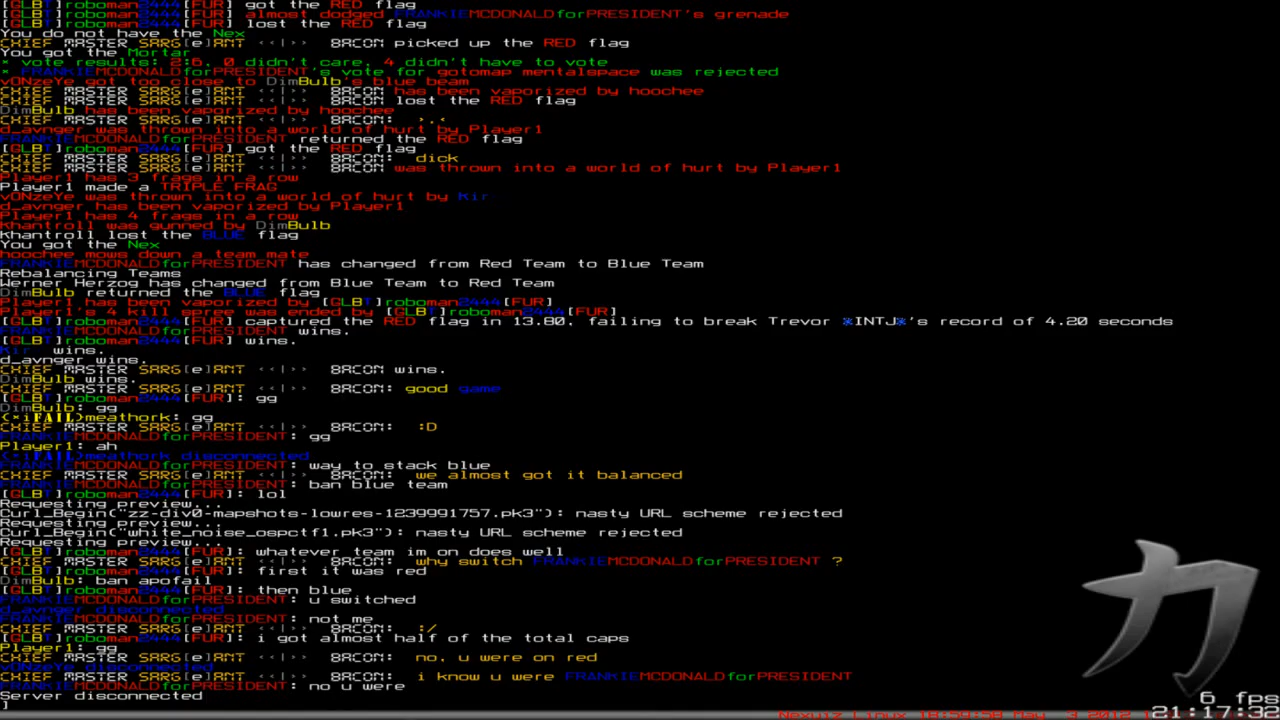 [GLBT]roboman2444[FUR] got the RED flag
[GLBT]roboman2444[FUR] almost dodged FRANKIEMCDONALDforPRESIDENT's grenade
[GLBT]roboman2444[FUR] lost the RED flag
You do not have the Nex
CHIEF MASTER SARG[e]ANT <<|>> BACON picked up the RED flag
You got the Mortar
* vote results: 2:6, 0 didn't care, 4 didn't have to vote
* FRANKIEMCDONALDforPRESIDENT's vote for gotomap mentalspace was rejected
vONzeYe got too close to DimBulb's blue beam
CHIEF MASTER SARG[e]ANT <<|>> BACON has been vaporized by hoochee
CHIEF MASTER SARG[e]ANT <<|>> BACON lost the RED flag
DimBulb has been vaporized by hoochee
CHIEF MASTER SARG[e]ANT <<|>> BACON: >.<
d_avnger was thrown into a world of hurt by Player1
FRANKIEMCDONALDforPRESIDENT returned the RED flag
[GLBT]roboman2444[FUR] got the RED flag
CHIEF MASTER SARG[e]ANT <<|>> BACON: dick
CHIEF MASTER SARG[e]ANT <<|>> BACON was thrown into a world of hurt by Player1
Player1 has 3 frags in a row
Player1 made a TRIPLE FRAG
vONzeYe was thrown into a world of hurt by Kir
d_avnger has been vaporized by Player1
Player1 has 4 frags in a row
Khantroll was gunned by DimBulb
Khantroll lost the BLUE flag
You got the Nex
hoochee mows down a team mate
FRANKIEMCDONALDforPRESIDENT has changed from Red Team to Blue Team
Rebalancing Teams
Werner Herzog has changed from Blue Team to Red Team
DimBulb returned the BLUE flag
Player1 has been vaporized by [GLBT]roboman2444[FUR]
Player1's 4 kill spree was ended by [GLBT]roboman2444[FUR]
[GLBT]roboman2444[FUR] captured the RED flag in 13.80, failing to break Trevor *INTJ*'s record of 4.20 seconds
FRANKIEMCDONALDforPRESIDENT wins.
[GLBT]roboman2444[FUR] wins.
Kir wins.
d_avnger wins.
CHIEF MASTER SARG[e]ANT <<|>> BACON wins.
DimBulb wins.
CHIEF MASTER SARG[e]ANT <<|>> BACON: good game
[GLBT]roboman2444[FUR]: gg
DimBulb: gg
(*iFAIL)meathork: gg
CHIEF MASTER SARG[e]ANT <<|>> BACON: :D
FRANKIEMCDONALDforPRESIDENT: gg
Player1: ah
(*iFAIL)meathork disconnected
FRANKIEMCDONALDforPRESIDENT: way to stack blue
CHIEF MASTER SARG[e]ANT <<|>> BACON: we almost got it balanced
FRANKIEMCDONALDforPRESIDENT: ban blue team
[GLBT]roboman2444[FUR]: lol
Requesting preview...
Curl_Begin("zz-div0-mapshots-lowres-1239991757.pk3"): nasty URL scheme rejected
Requesting preview...
Curl_Begin("white_noise_ospctf1.pk3"): nasty URL scheme rejected
Requesting preview...
[GLBT]roboman2444[FUR]: whatever team im on does well
CHIEF MASTER SARG[e]ANT <<|>> BACON: why switch FRANKIEMCDONALDforPRESIDENT ?
[GLBT]roboman2444[FUR]: first it was red
DimBulb: ban apofail
[GLBT]roboman2444[FUR]: then blue
FRANKIEMCDONALDforPRESIDENT: u switched
d_avnger disconnected
FRANKIEMCDONALDforPRESIDENT: not me
CHIEF MASTER SARG[e]ANT <<|>> BACON: :/
[GLBT]roboman2444[FUR]: i got almost half of the total caps
Player1: gg
CHIEF MASTER SARG[e]ANT <<|>> BACON: no, u were on red
vONzeYe disconnected
CHIEF MASTER SARG[e]ANT <<|>> BACON: i know u were FRANKIEMCDONALDforPRESIDENT
FRANKIEMCDONALDforPRESIDENT: no u were
Server disconnected
]
力
6 fps
Nexuiz Linux 18:59:58 May 3 2012
21:17:32